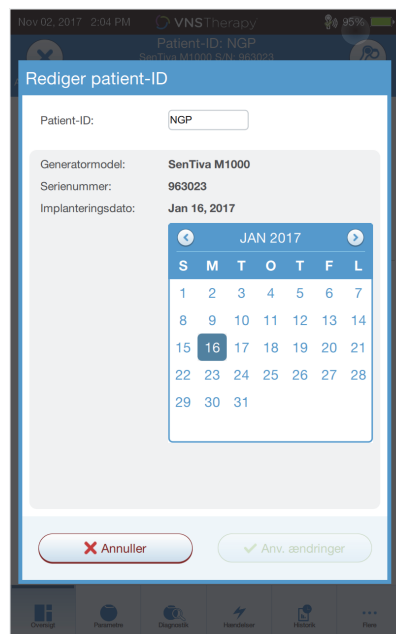 Nov 02, 2017 2:04 PM VNSTherapy 95%
Patient-ID: NGP
SenTiva M1000 S/N: 963023
Rediger patient-ID
Patient-ID: NGP
Generatormodel: SenTiva M1000
Serienummer: 963023
Implanteringsdato: Jan 16, 2017
JAN 2017
S M T O T F L
1 2 3 4 5 6 7
8 9 10 11 12 13 14
15 16 17 18 19 20 21
22 23 24 25 26 27 28
29 30 31
Annuller Anv. ændringer
Oversigt Parametre Diagnostik Hændelser Historik Flere